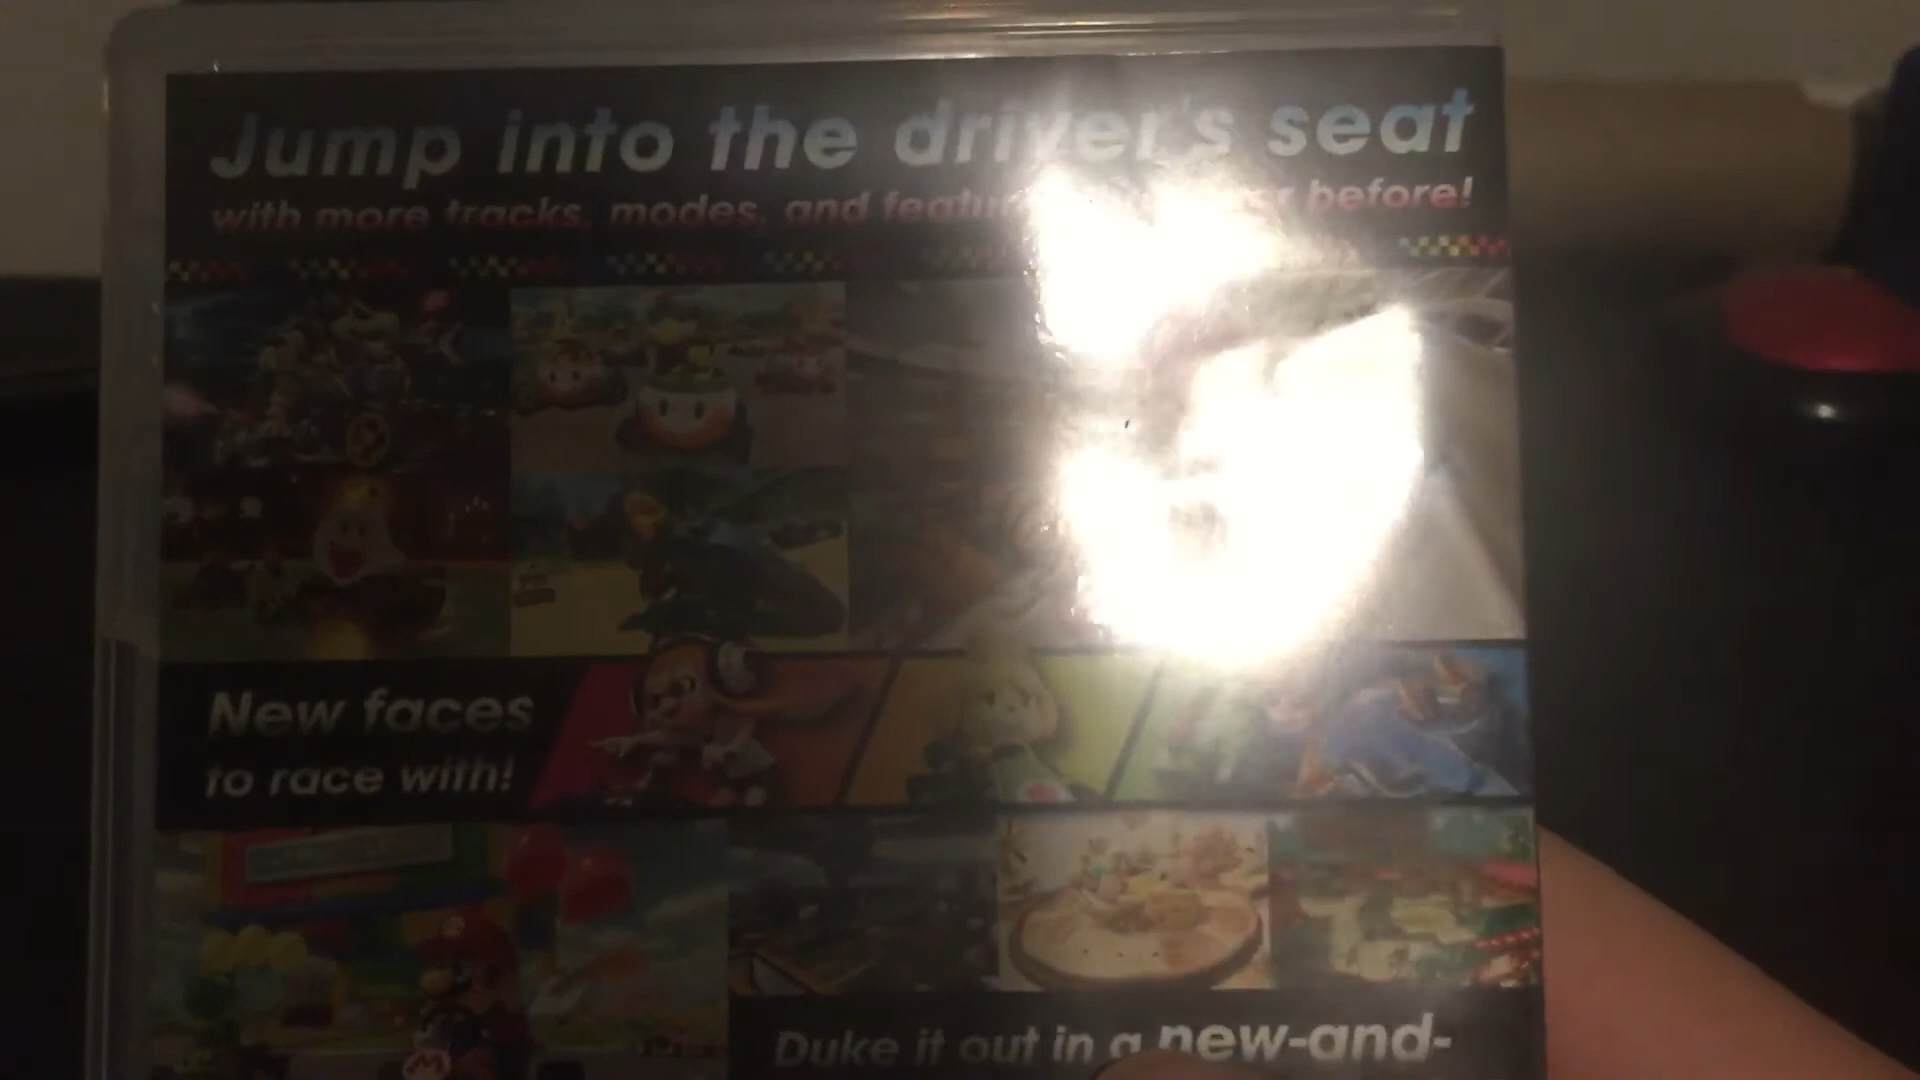 Jump into the driver's seat
with more tracks, modes, and before!
New faces
to race with!
Duke it out in a new-and-